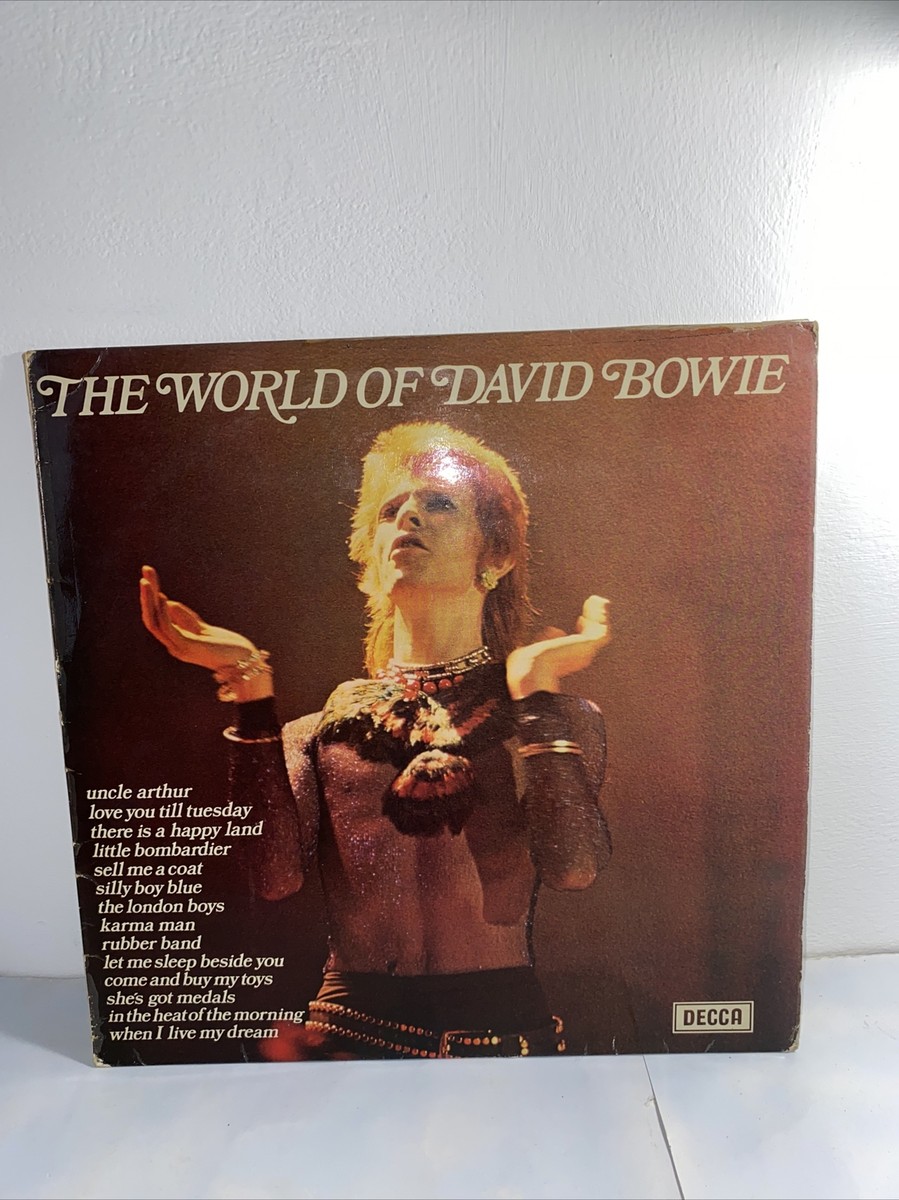 THE WORLD OF DAVID BOWIE
uncle arthur
love you till tuesday
there is a happy land
little bombardier
sell me a coat
silly boy blue
the london boys
karma man
rubber band
let me sleep beside you
come and buy my toys
she's got medals
in the heat of the morning
when I live my dream
DECCA